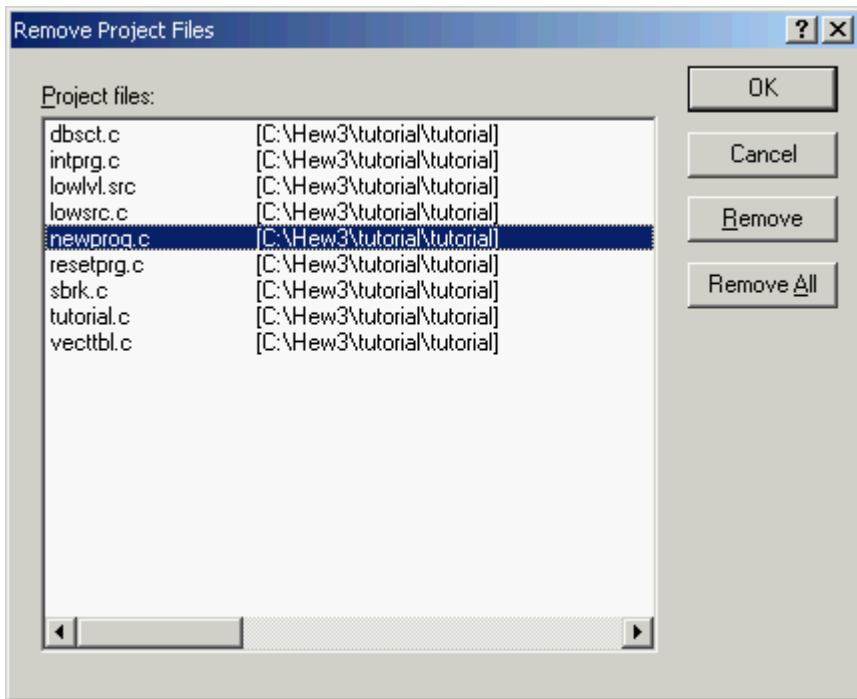 Remove Project Files
Project files:
dbsct.c [C:\Hew3\tutorial\tutorial]
intprg.c [C:\Hew3\tutorial\tutorial]
lowlvl.src [C:\Hew3\tutorial\tutorial]
lowsrc.c [C:\Hew3\tutorial\tutorial]
newprog.c [C:\Hew3\tutorial\tutorial]
resetprg.c [C:\Hew3\tutorial\tutorial]
sbrk.c [C:\Hew3\tutorial\tutorial]
tutorial.c [C:\Hew3\tutorial\tutorial]
vecttbl.c [C:\Hew3\tutorial\tutorial]
OK
Cancel
Remove
Remove All